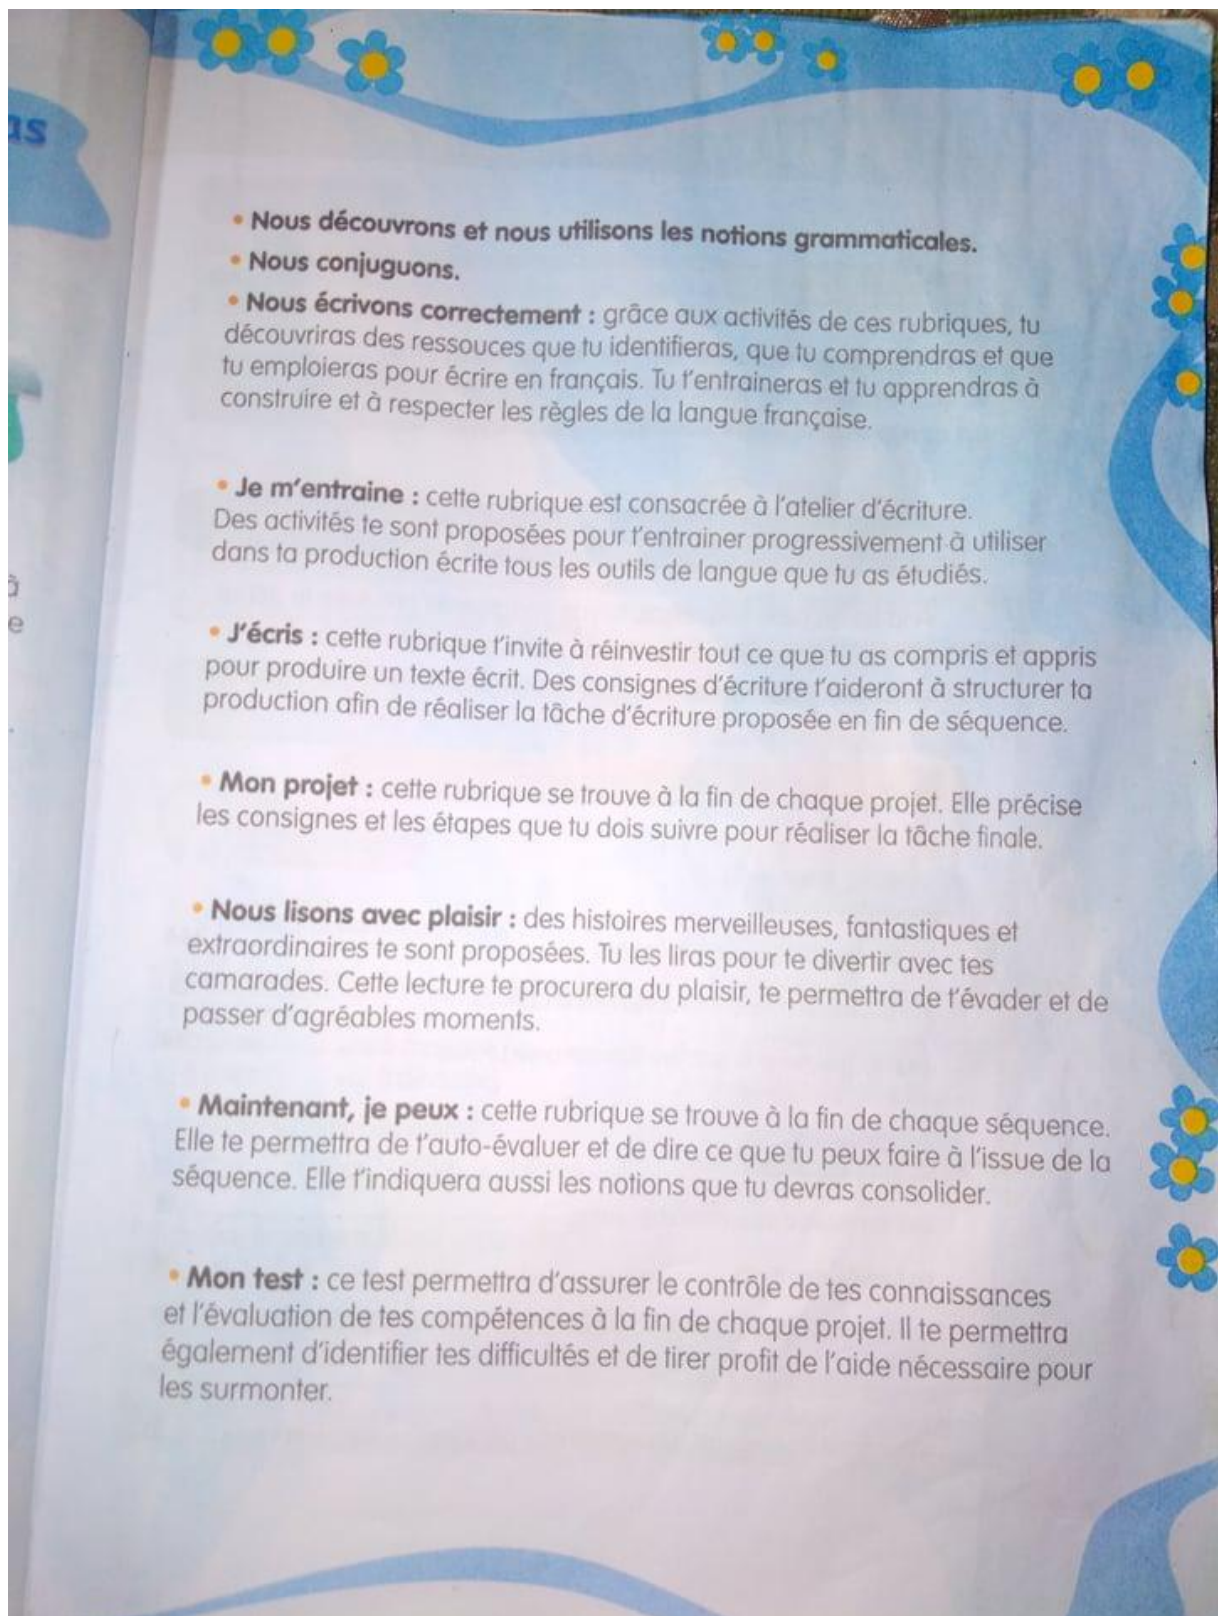 as
à
e
• Nous découvrons et nous utilisons les notions grammaticales.
• Nous conjuguons.
• Nous écrivons correctement : grâce aux activités de ces rubriques, tu
découvriras des ressouces que tu identifieras, que tu comprendras et que
tu emploieras pour écrire en français. Tu t'entraineras et tu apprendras à
construire et à respecter les règles de la langue française.
• Je m'entraine : cette rubrique est consacrée à l'atelier d'écriture.
Des activités te sont proposées pour t'entrainer progressivement à utiliser
dans ta production écrite tous les outils de langue que tu as étudiés.
• J'écris : cette rubrique t'invite à réinvestir tout ce que tu as compris et appris
pour produire un texte écrit. Des consignes d'écriture t'aideront à structurer ta
production afin de réaliser la tâche d'écriture proposée en fin de séquence.
• Mon projet : cette rubrique se trouve à la fin de chaque projet. Elle précise
les consignes et les étapes que tu dois suivre pour réaliser la tâche finale.
• Nous lisons avec plaisir : des histoires merveilleuses, fantastiques et
extraordinaires te sont proposées. Tu les liras pour te divertir avec tes
camarades. Cette lecture te procurera du plaisir, te permettra de t'évader et de
passer d'agréables moments.
• Maintenant, je peux : cette rubrique se trouve à la fin de chaque séquence.
Elle te permettra de t'auto-évaluer et de dire ce que tu peux faire à l'issue de la
séquence. Elle t'indiquera aussi les notions que tu devras consolider.
• Mon test : ce test permettra d'assurer le contrôle de tes connaissances
et l'évaluation de tes compétences à la fin de chaque projet. Il te permettra
également d'identifier tes difficultés et de tirer profit de l'aide nécessaire pour
les surmonter.